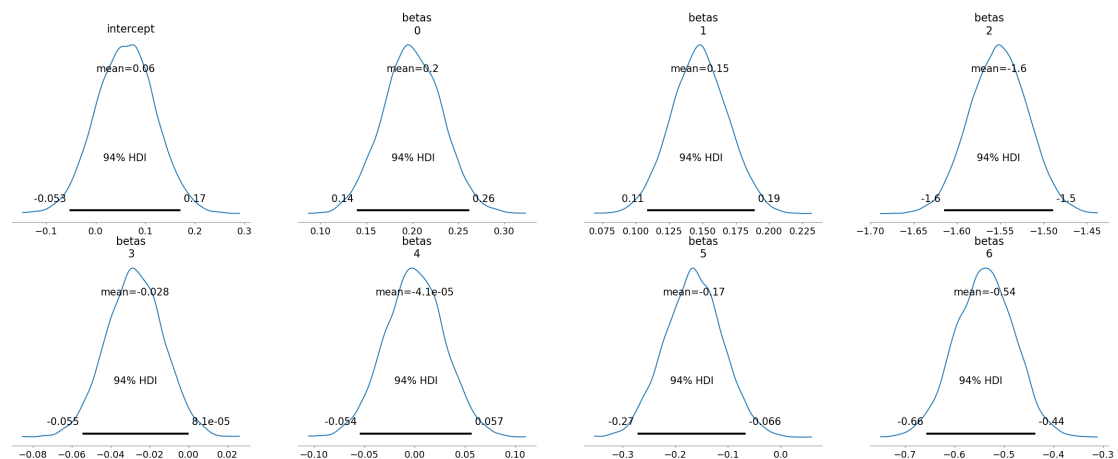 intercept
mean=0.06
94% HDI
-0.053 0.17
−0.1 0.0 0.1 0.2 0.3
betas
0
mean=0.2
94% HDI
0.14 0.26
0.10 0.15 0.20 0.25 0.30
betas
1
mean=0.15
94% HDI
0.11 0.19
0.075 0.100 0.125 0.150 0.175 0.200 0.225
betas
2
mean=-1.6
94% HDI
-1.6 -1.5
−1.70 −1.65 −1.60 −1.55 −1.50 −1.45
betas
3
mean=-0.028
94% HDI
-0.055 8.1e-05
−0.08 −0.06 −0.04 −0.02 0.00 0.02
betas
4
mean=-4.1e-05
94% HDI
-0.054 0.057
−0.10 −0.05 0.00 0.05 0.10
betas
5
mean=-0.17
94% HDI
-0.27 -0.066
−0.3 −0.2 −0.1 0.0
betas
6
mean=-0.54
94% HDI
-0.66 -0.44
−0.7 −0.6 −0.5 −0.4 −0.3